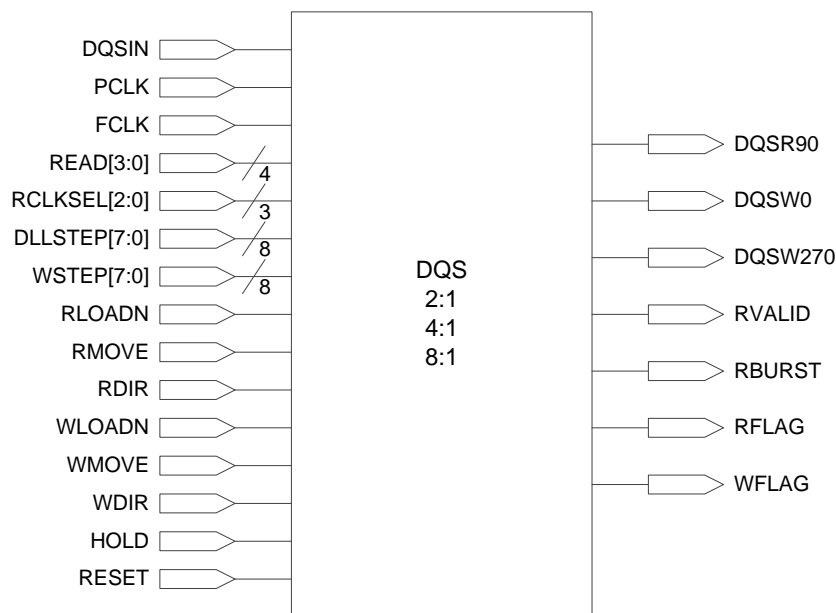 DQSIN
PCLK
FCLK
READ[3:0]
4
RCLKSEL[2:0]
3
DLLSTEP[7:0]
8
WSTEP[7:0]
8
RLOADN
RMOVE
RDIR
WLOADN
WMOVE
WDIR
HOLD
RESET
DQS
2:1
4:1
8:1
DQSR90
DQSW0
DQSW270
RVALID
RBURST
RFLAG
WFLAG